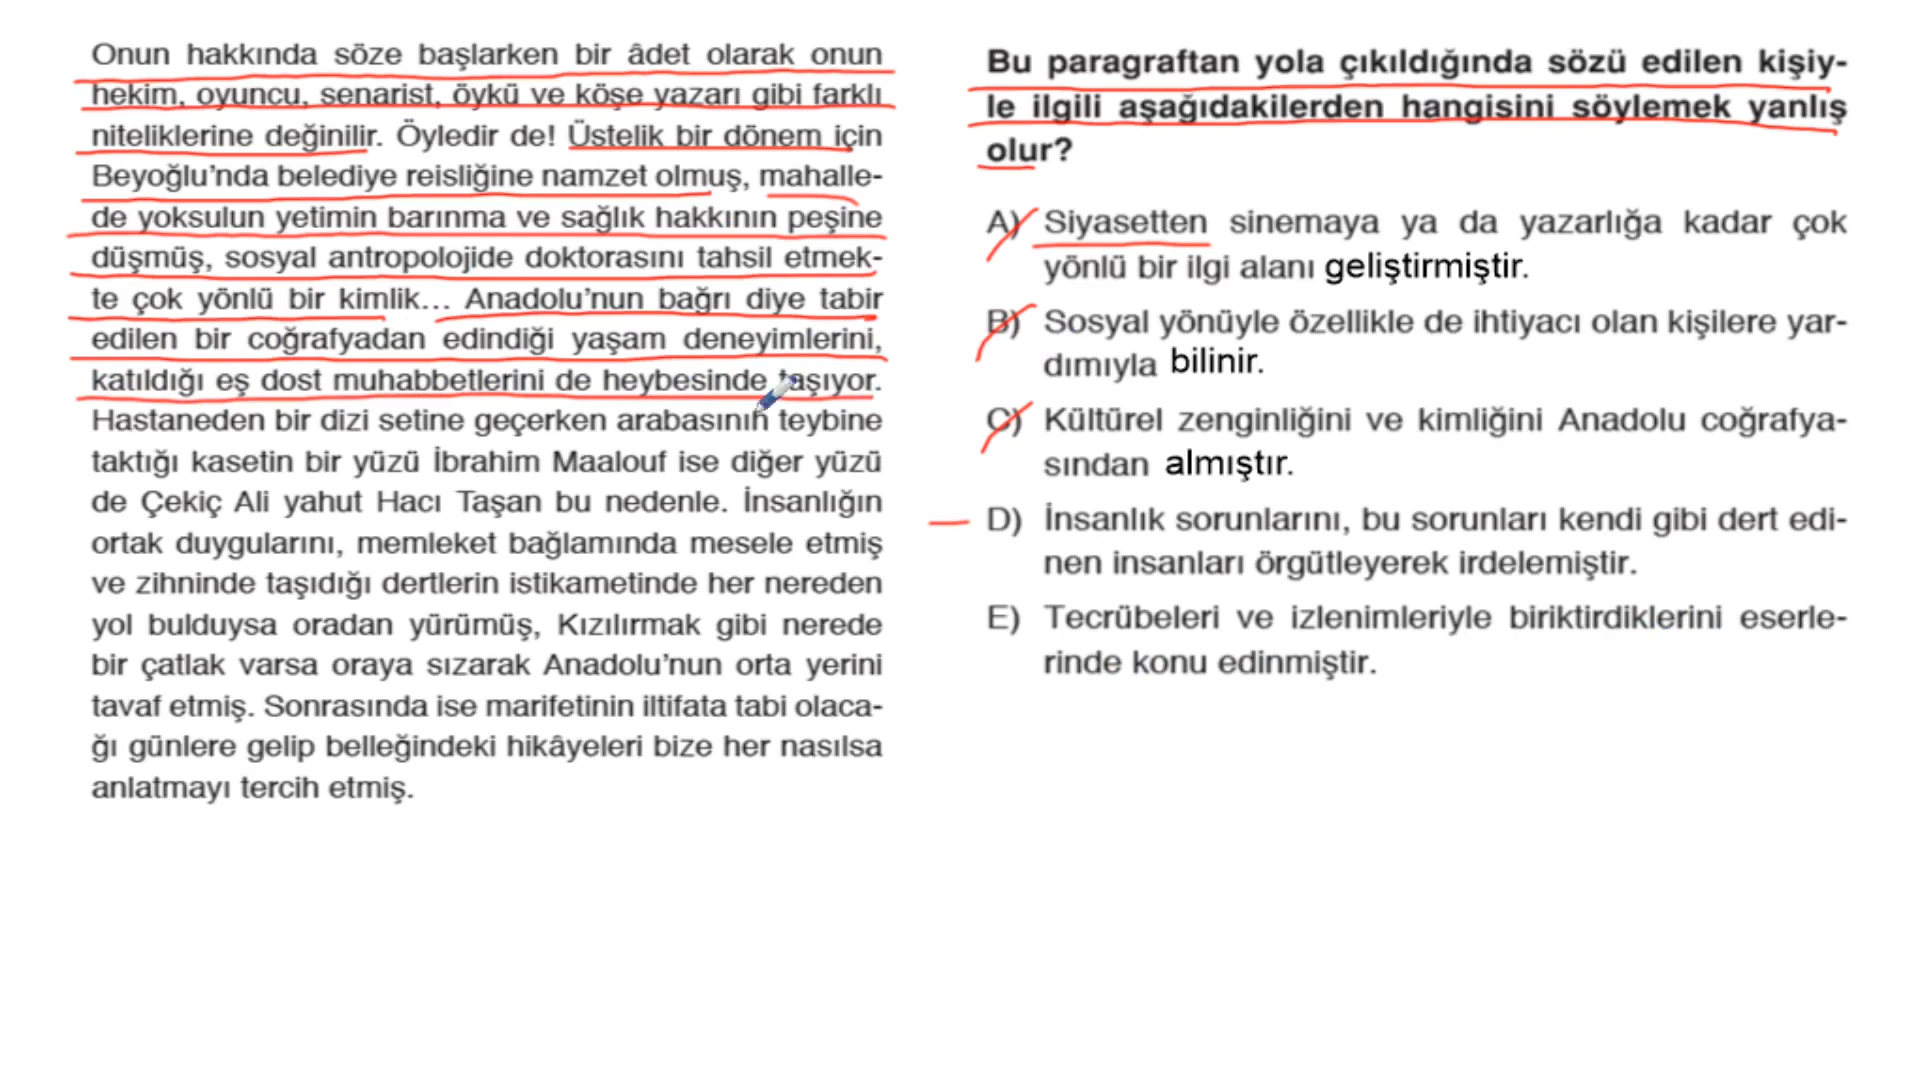 Onun hakkında söze başlarken bir âdet olarak onun
hekim, oyuncu, senarist, öykü ve köşe yazarı gibi farklı
niteliklerine değinilir. Öyledir de! Üstelik bir dönem için
Beyoğlu’nda belediye reisliğine namzet olmuş, mahalle-
de yoksulun yetimin barınma ve sağlık hakkının peşine
düşmüş, sosyal antropolojide doktorasını tahsil etmek-
te çok yönlü bir kimlik... Anadolu’nun bağrı diye tabir
edilen bir coğrafyadan edindiği yaşam deneyimlerini,
katıldığı eş dost muhabbetlerini de heybesinde taşıyor.
Hastaneden bir dizi setine geçerken arabasının teybine
taktığı kasetin bir yüzü İbrahim Maalouf ise diğer yüzü
de Çekiç Ali yahut Hacı Taşan bu nedenle. İnsanlığın
ortak duygularını, memleket bağlamında mesele etmiş
ve zihninde taşıdığı dertlerin istikametinde her nereden
yol bulduysa oradan yürümüş, Kızılırmak gibi nerede
bir çatlak varsa oraya sızarak Anadolu’nun orta yerini
tavaf etmiş. Sonrasında ise marifetinin iltifata tabi olaca-
ğı günlere gelip belleğindeki hikâyeleri bize her nasılsa
anlatmayı tercih etmiş.
Bu paragraftan yola çıkıldığında sözü edilen kişiy-
le ilgili aşağıdakilerden hangisini söylemek yanlış
olur?
A) Siyasetten sinemaya ya da yazarlığa kadar çok
yönlü bir ilgi alanı geliştirmiştir.
B) Sosyal yönüyle özellikle de ihtiyacı olan kişilere yar-
dımıyla bilinir.
C) Kültürel zenginliğini ve kimliğini Anadolu coğrafya-
sından almıştır.
D) İnsanlık sorunlarını, bu sorunları kendi gibi dert edi-
nen insanları örgütleyerek irdelemiştir.
E) Tecrübeleri ve izlenimleriyle biriktirdiklerini eserle-
rinde konu edinmiştir.